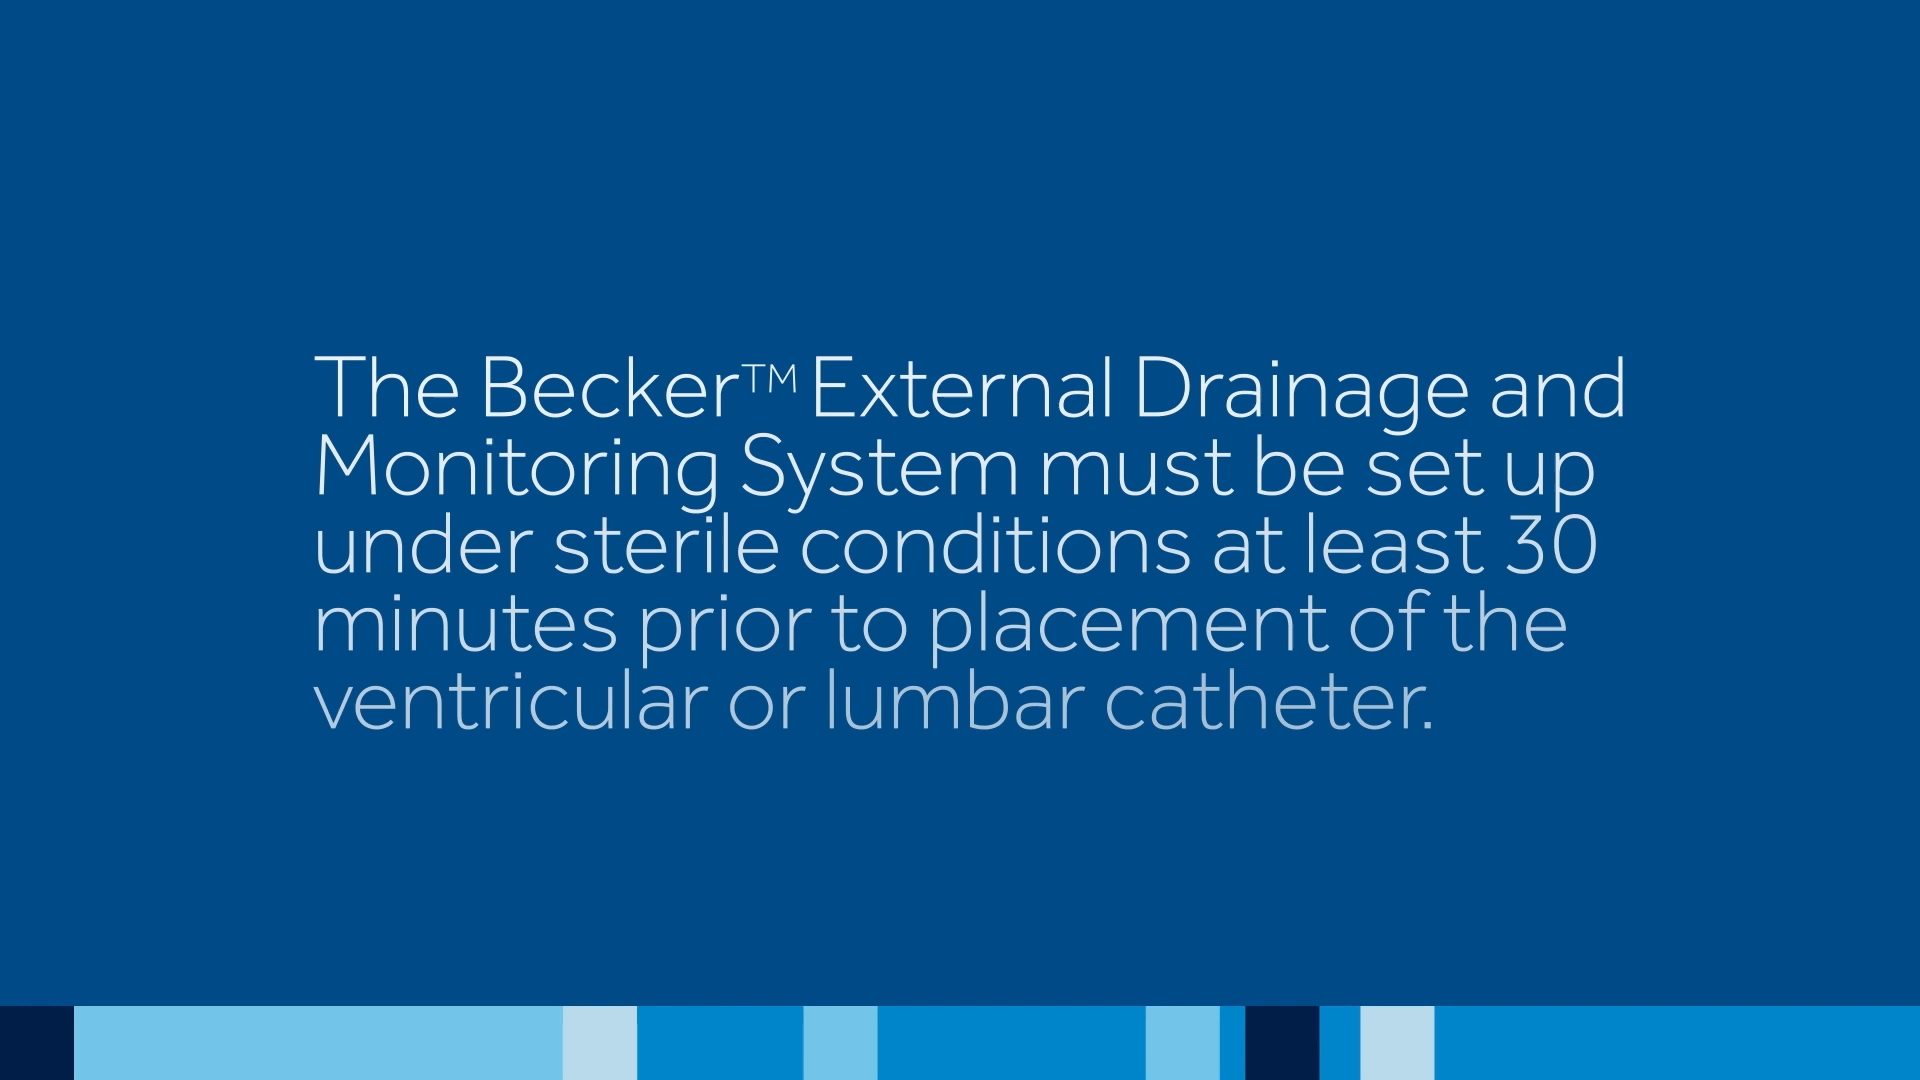 The Becker™ External Drainage and
Monitoring System must be set up
under sterile conditions at least 30
minutes prior to placement of the
ventricular or lumbar catheter.